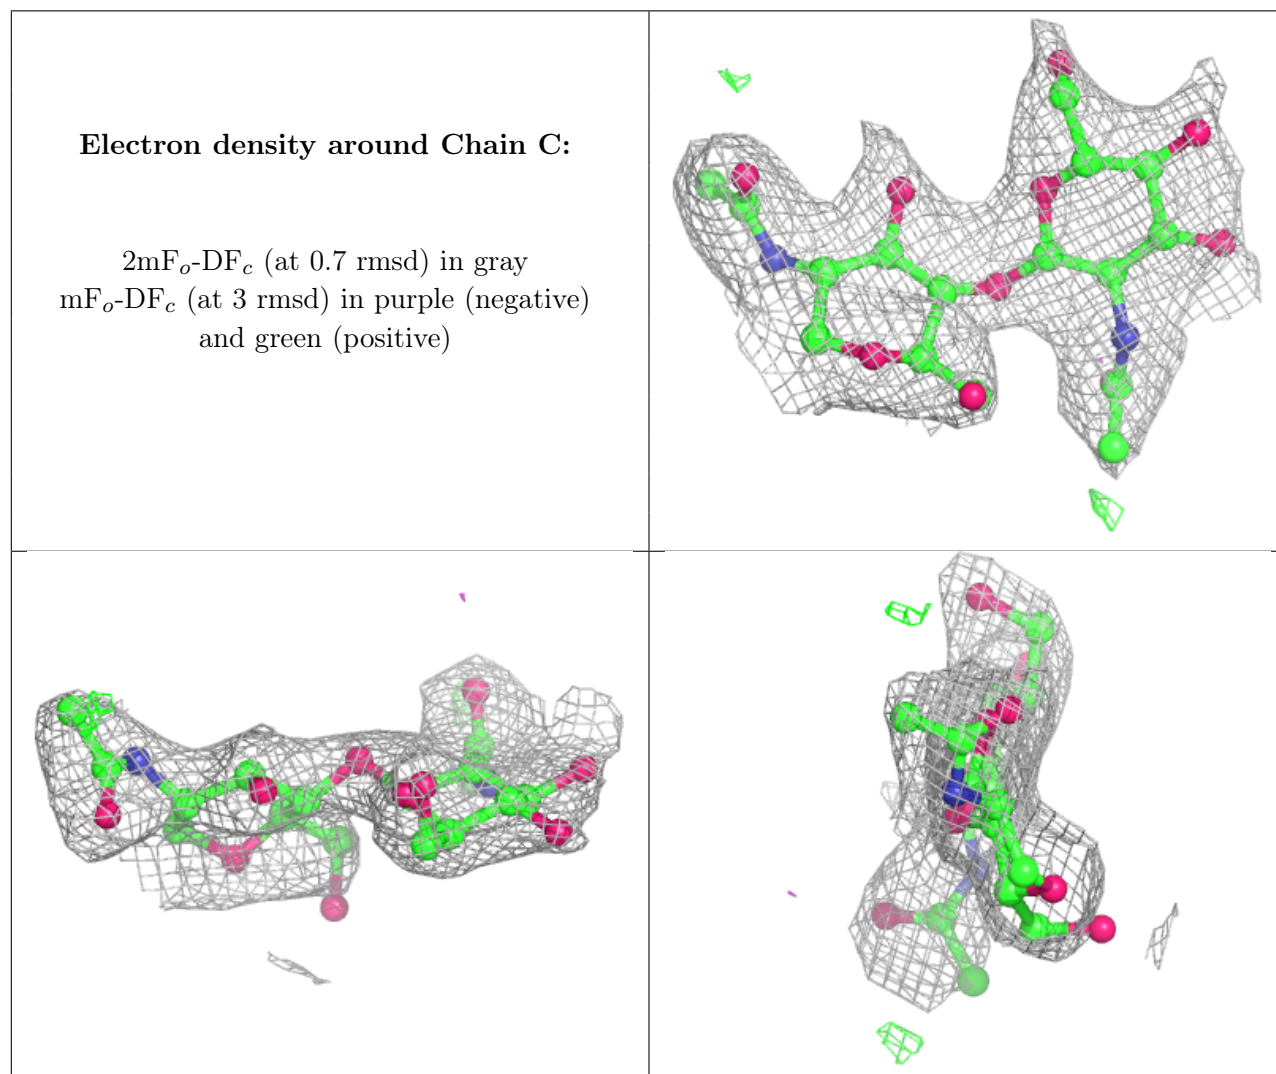 Electron density around Chain C:
2mFo-DFc (at 0.7 rmsd) in gray
mFo-DFc (at 3 rmsd) in purple (negative)
and green (positive)